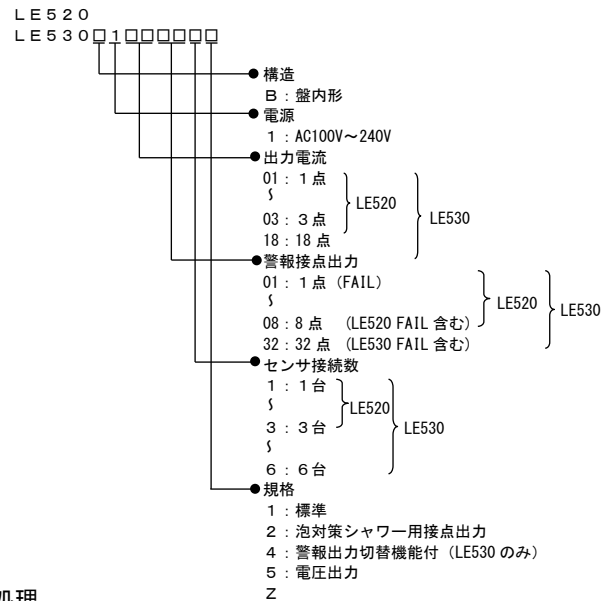 ＬＥ５２０
ＬＥ５３０□１□□□□□□
●構造
Ｂ：盤内形
●電源
１：AC100V～240V
●出力電流
01：１点
～
03：３点
LE520
18：18点
LE530
●警報接点出力
01：１点（FAIL）
～
08：8点 （LE520 FAIL 含む）
LE520
32：32点 （LE530 FAIL 含む）
LE530
●センサ接続数
１：１台
～
LE520
３：３台
～
LE530
６：６台
●規格
１：標準
２：泡対策シャワー用接点出力
４：警報出力切替機能付（LE530 のみ）
５：電圧出力
Ｚ
処理